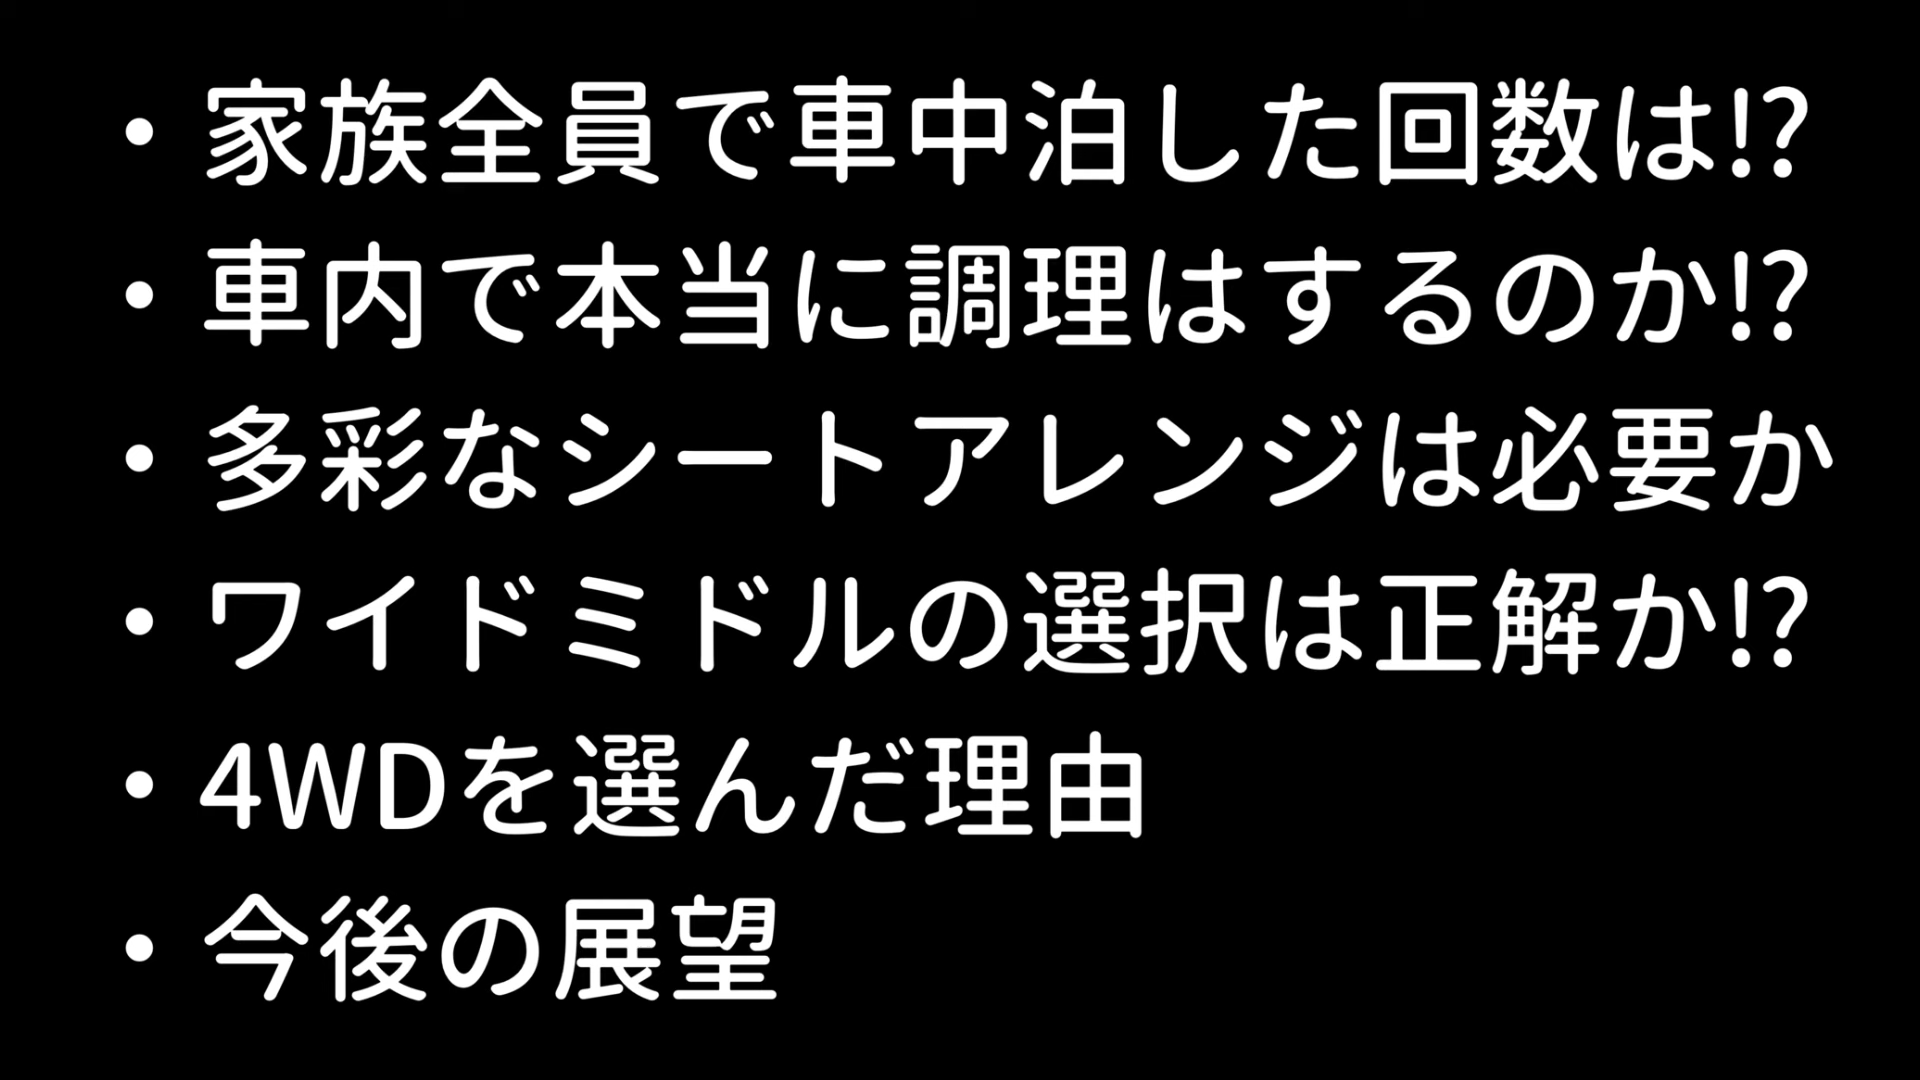 ・家族全員で車中泊した回数は!?
・車内で本当に調理はするのか!?
・多彩なシートアレンジは必要か
・ワイドミドルの選択は正解か!?
・4WDを選んだ理由
・今後の展望